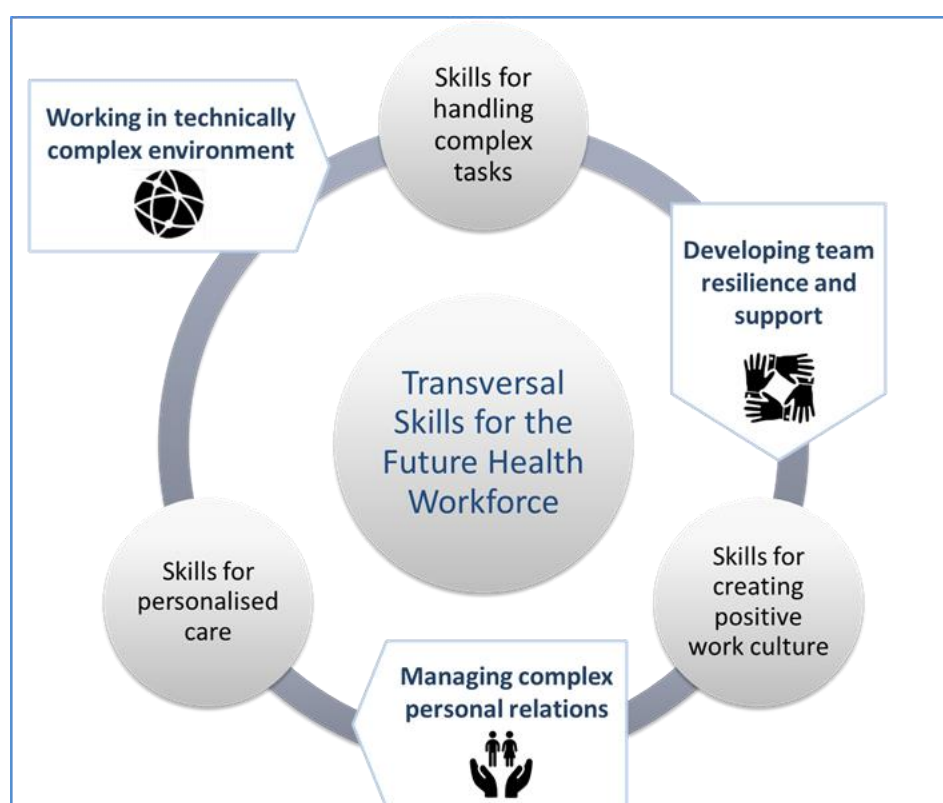 Skills for
handling
complex
tasks
Working in technically
complex environment
Developing team
resilience and
support
Transversal
Skills for the
Future Health
Workforce
Skills for
personalised
care
Skills for
creating
positive
work culture
Managing complex
personal relations